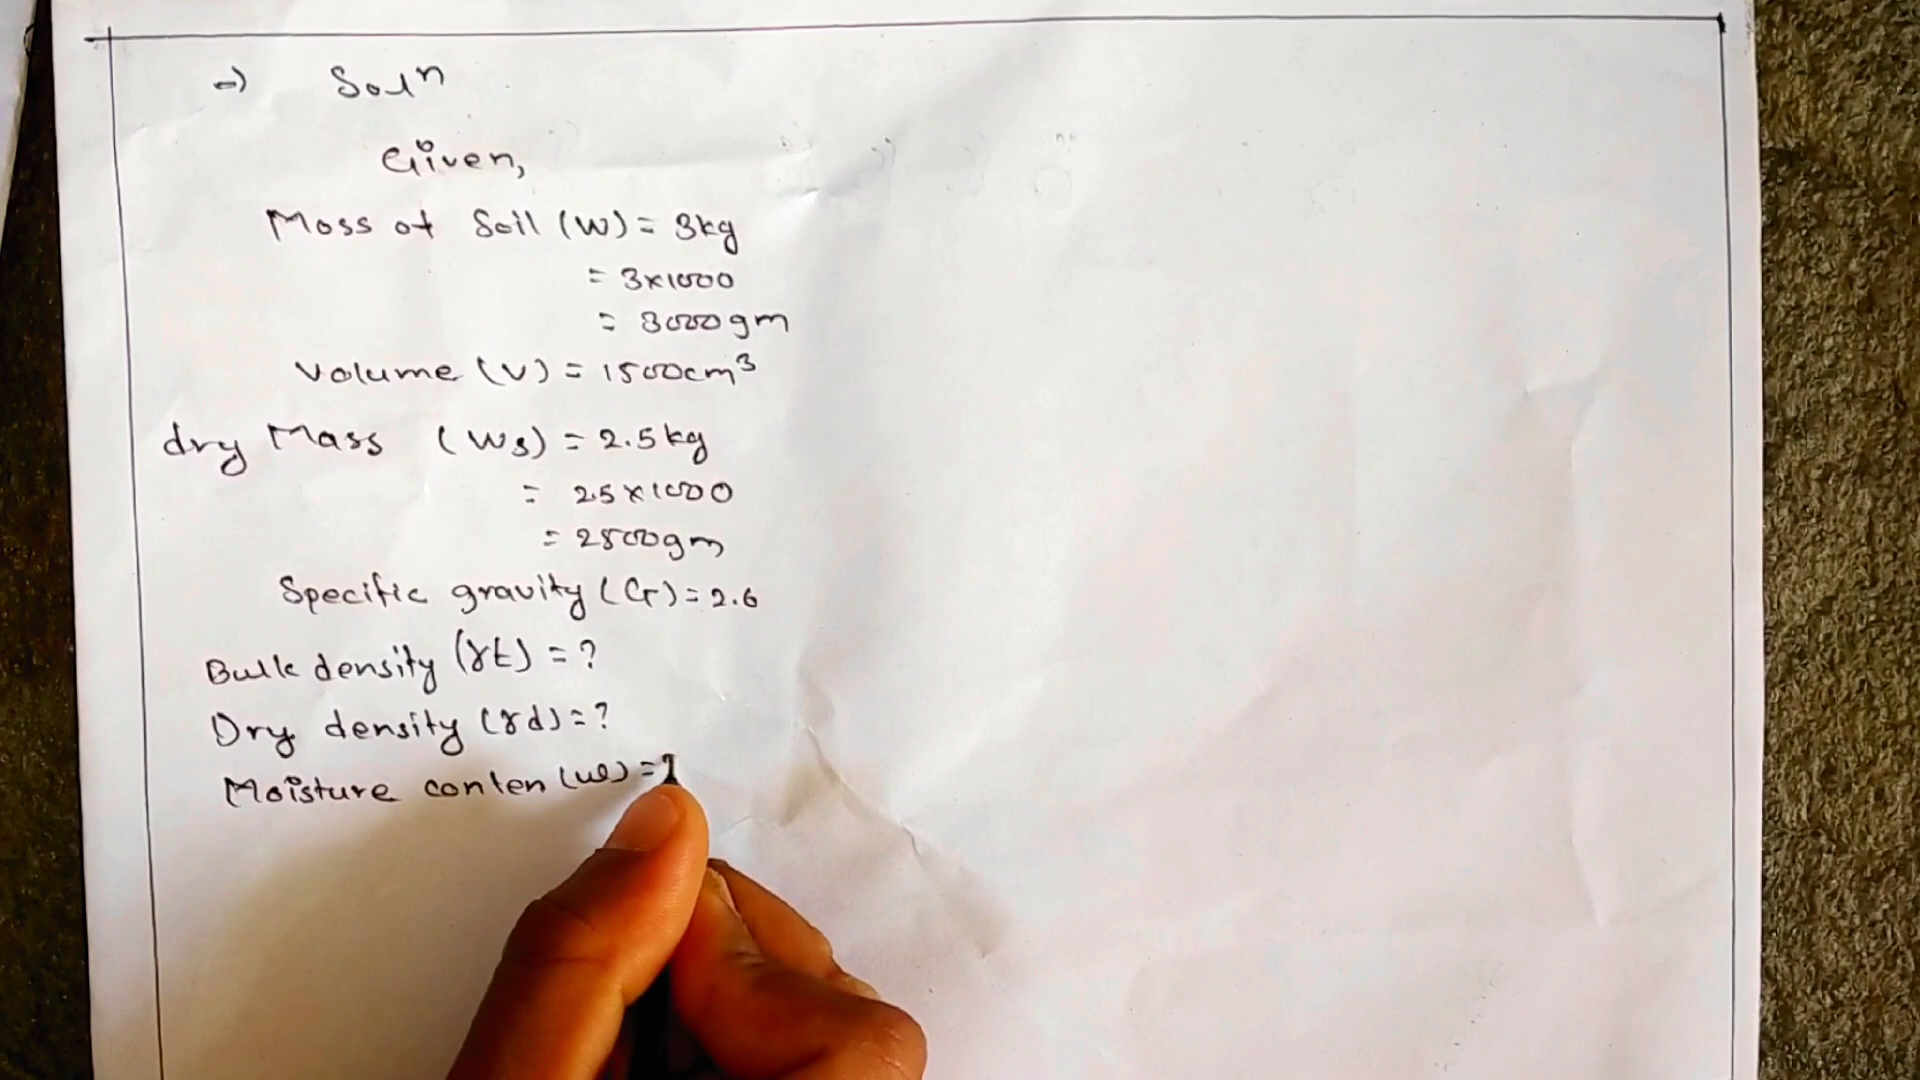 =) Solⁿ
Given,
Mass of Soil (W) = 3kg
= 3×1000
= 3000gm
Volume (V) = 1500cm³
dry Mass (Ws) = 2.5kg
= 2.5×1000
= 2500gm
Specific gravity (G) = 2.6
Bulk density (γt) = ?
Dry density (γd) = ?
Moisture conten (w) = ?